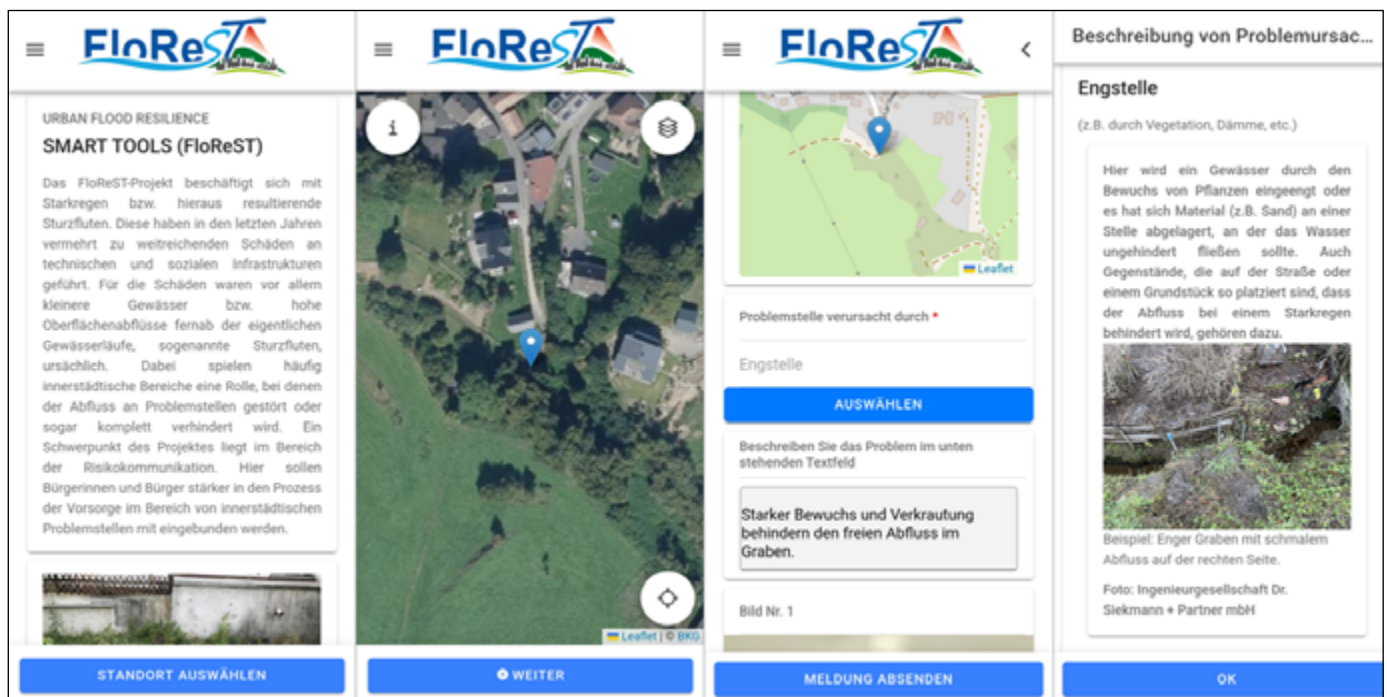 FloReST
URBAN FLOOD RESILIENCE
SMART TOOLS (FloReST)
Das FloReST-Projekt beschäftigt sich mit
Starkregen bzw. hieraus resultierende
Sturzfluten. Diese haben in den letzten Jahren
vermehrt zu weitreichenden Schäden an
technischen und sozialen Infrastrukturen
geführt. Für die Schäden waren vor allem
kleinere Gewässer bzw. hohe
Oberflächenabflüsse fernab der eigentlichen
Gewässerläufe, sogenannte Sturzfluten,
ursächlich. Dabei spielen häufig
innerstädtische Bereiche eine Rolle, bei denen
der Abfluss an Problemstellen gestört oder
sogar komplett verhindert wird. Ein
Schwerpunkt des Projektes liegt im Bereich
der Risikokommunikation. Hier sollen
Bürgerinnen und Bürger stärker in den Prozess
der Vorsorge im Bereich von innerstädtischen
Problemstellen mit eingebunden werden.
STANDORT AUSWÄHLEN
FloReST
i
Leaflet | © BKG
WEITER
FloReST
Leaflet
Problemstelle verursacht durch *
Engstelle
AUSWÄHLEN
Beschreiben Sie das Problem im unten
stehenden Textfeld
Starker Bewuchs und Verkrautung
behindern den freien Abfluss im
Graben.
Bild Nr. 1
MELDUNG ABSENDEN
Beschreibung von Problemursac...
Engstelle
(z.B. durch Vegetation, Dämme, etc.)
Hier wird ein Gewässer durch den
Bewuchs von Pflanzen eingeengt oder
es hat sich Material (z.B. Sand) an einer
Stelle abgelagert, an der das Wasser
ungehindert fließen sollte. Auch
Gegenstände, die auf der Straße oder
einem Grundstück so platziert sind, dass
der Abfluss bei einem Starkregen
behindert wird, gehören dazu.
Beispiel: Enger Graben mit schmalem
Abfluss auf der rechten Seite.
Foto: Ingenieurgesellschaft Dr.
Siekmann + Partner mbH
OK